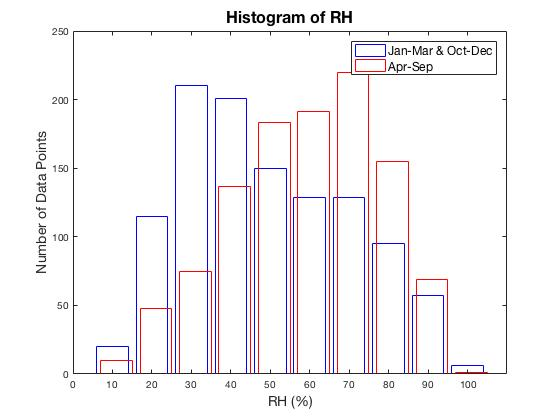 Histogram of RH
250
200
150
100
50
0
Number of Data Points
Jan-Mar & Oct-Dec
Apr-Sep
0 10 20 30 40 50 60 70 80 90 100
RH (%)